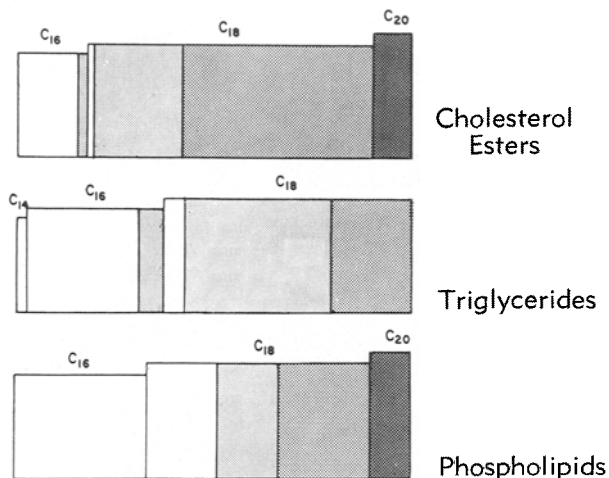 C16 C18 C20
Cholesterol
Esters
C14 C16 C18
Triglycerides
C16 C18 C20
Phospholipids